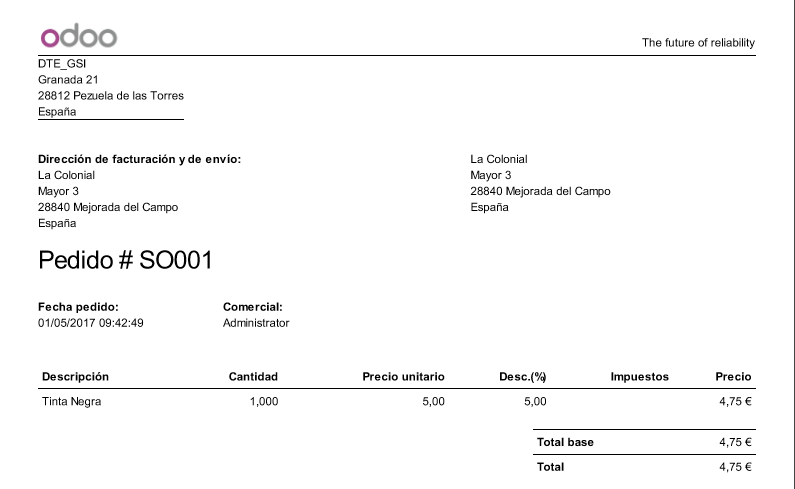 odoo
The future of reliability
DTE_GSI
Granada 21
28812 Pezuela de las Torres
España
Dirección de facturación y de envío:
La Colonial
Mayor 3
28840 Mejorada del Campo
España
La Colonial
Mayor 3
28840 Mejorada del Campo
España
Pedido # SO001
Fecha pedido: Comercial:
01/05/2017 09:42:49 Administrator
Descripción Cantidad Precio unitario Desc.(%) Impuestos Precio
Tinta Negra 1,000 5,00 5,00 4,75 €
Total base 4,75 €
Total 4,75 €